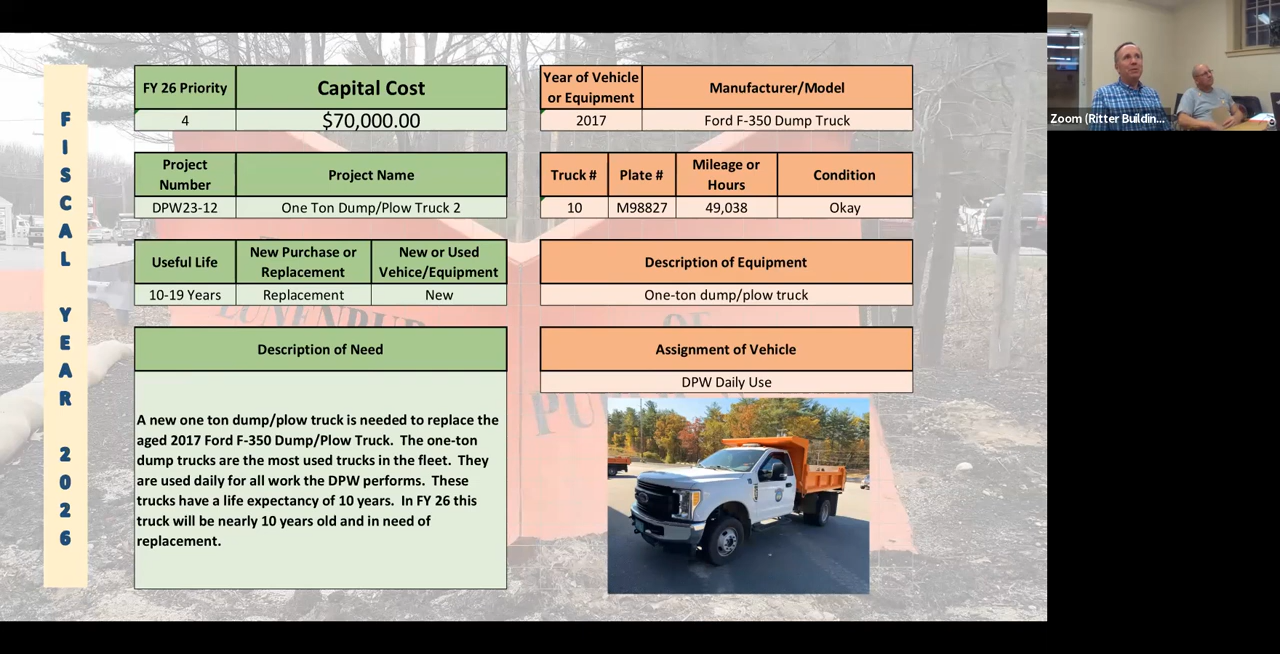 FISCAL YEAR 2026
FY 26 Priority
Capital Cost
4
$70,000.00
Project
Number
Project Name
DPW23-12
One Ton Dump/Plow Truck 2
Useful Life
New Purchase or
Replacement
New or Used
Vehice/Equipment
10-19 Years
Replacement
New
Description of Need
A new one ton dump/plow truck is needed to replace the
aged 2017 Ford F-350 Dump/Plow Truck.  The one-ton
dump trucks are the most used trucks in the fleet.  They
are used daily for all work the DPW performs.  These
trucks have a life expectancy of 10 years.  In FY 26 this
truck will be nearly 10 years old and in need of
replacement.
Year of Vehicle
or Equipment
Manufacturer/Model
2017
Ford F-350 Dump Truck
Truck #
Plate #
Mileage or
Hours
Condition
10
M98827
49,038
Okay
Description of Equipment
One-ton dump/plow truck
Assignment of Vehicle
DPW Daily Use
Zoom (Ritter Buildin...